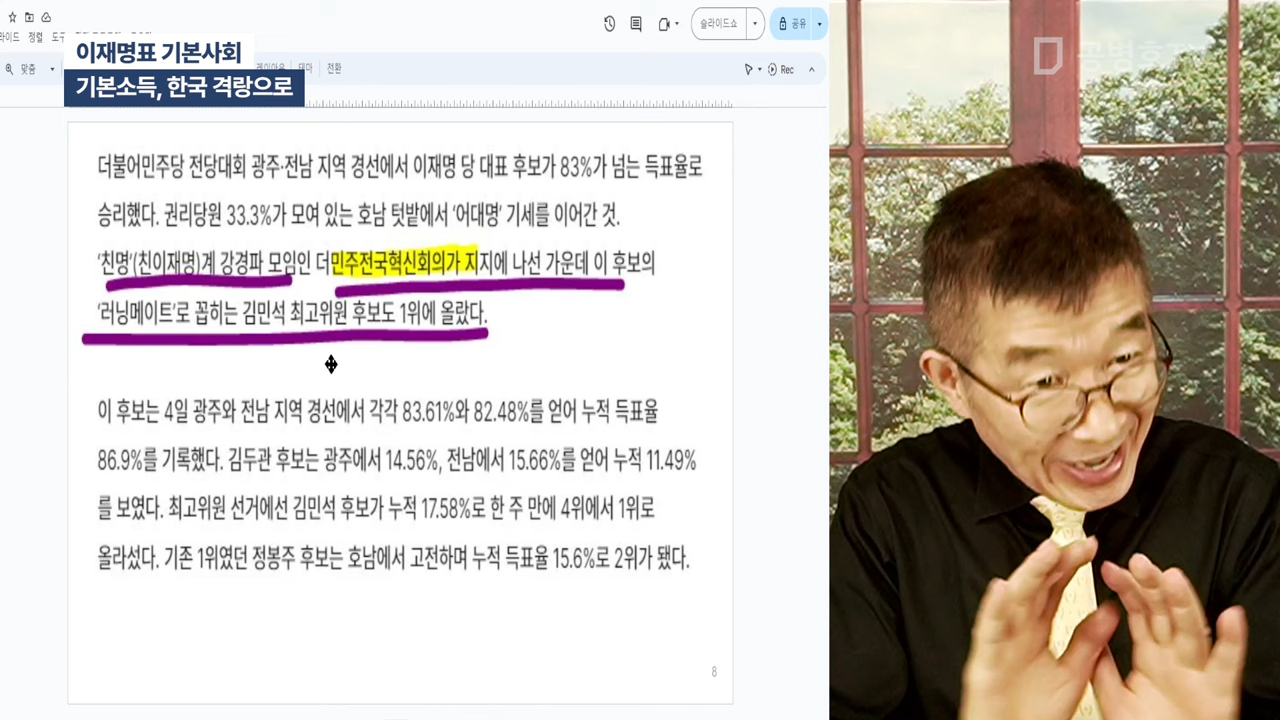 슬라이드쇼
공유
이재명표 기본사회
기본소득, 한국 격랑으로
라이드 정렬 도구
맞춤
테마
전환
Rec
더불어민주당 전당대회 광주·전남 지역 경선에서 이재명 당 대표 후보가 83%가 넘는 득표율로
승리했다. 권리당원 33.3%가 모여 있는 호남 텃밭에서 ‘어대명’ 기세를 이어간 것.
‘친명’(친이재명)계 강경파 모임인 더민주전국혁신회의가 지지에 나선 가운데 이 후보의
‘러닝메이트’로 꼽히는 김민석 최고위원 후보도 1위에 올랐다.
이 후보는 4일 광주와 전남 지역 경선에서 각각 83.61%와 82.48%를 얻어 누적 득표율
86.9%를 기록했다. 김두관 후보는 광주에서 14.56%, 전남에서 15.66%를 얻어 누적 11.49%
를 보였다. 최고위원 선거에선 김민석 후보가 누적 17.58%로 한 주 만에 4위에서 1위로
올라섰다. 기존 1위였던 정봉주 후보는 호남에서 고전하며 누적 득표율 15.6%로 2위가 됐다.
8